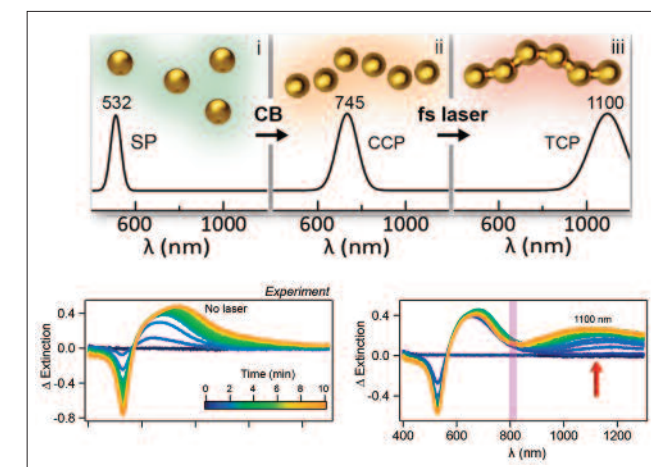 i
ii
iii
532
745
1100
CB
fs laser
SP
CCP
TCP
600 1000
600 1000
600 1000
λ (nm)
λ (nm)
λ (nm)
Experiment
No laser
0.4
0.0
-0.4
-0.8
Δ Extinction
Time (min)
0 2 4 6 8 10
1100 nm
0.4
0.0
-0.4
Δ Extinction
400 600 800 1000 1200
λ (nm)